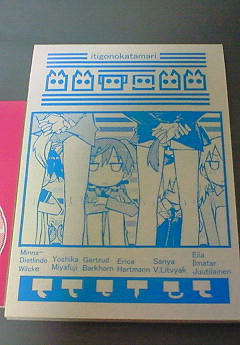 itigonokatamari
Minna-
Dietlinde
Wilcke
Yoshika
Miyafuji
Gertrud
Barkhorn
Erica
Hartmann
Sanya
V.Litvyak
Eila
Ilmatar
Juutilainen